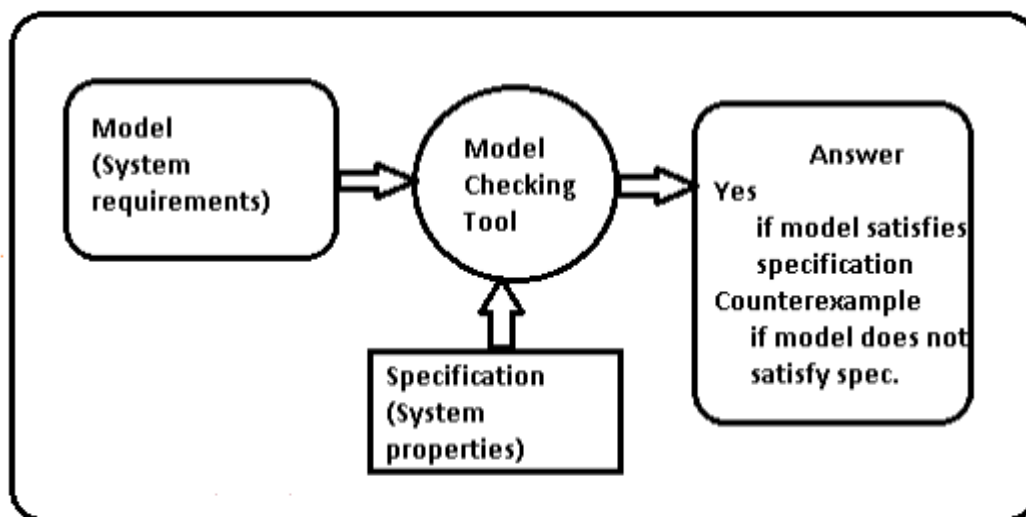 Model
(System
requirements)
Model
Checking
Tool
Specification
(System
properties)
Answer
Yes
if model satisfies
specification
Counterexample
if model does not
satisfy spec.